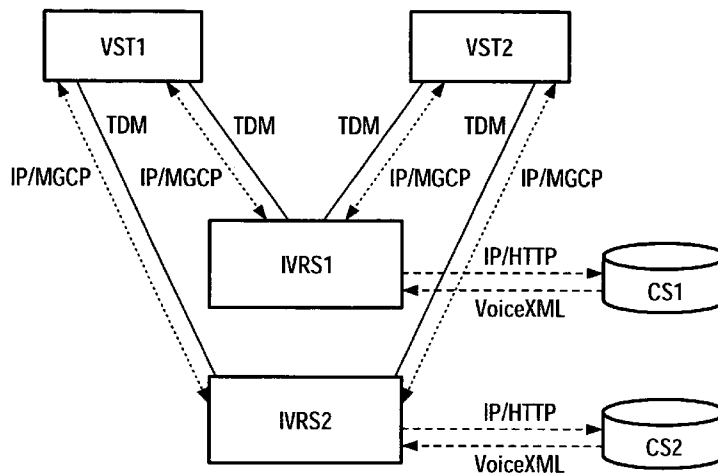 VST1
VST2
TDM
TDM
TDM
TDM
IP/MGCP
IP/MGCP
IP/MGCP
IP/MGCP
IVRS1
IP/HTTP
VoiceXML
CS1
IVRS2
IP/HTTP
VoiceXML
CS2